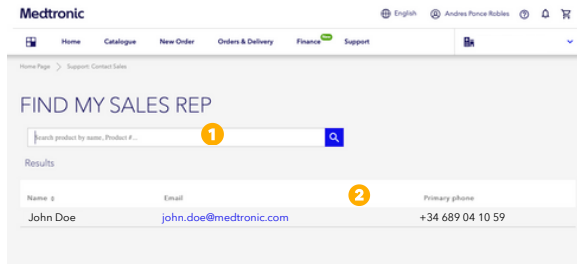 Medtronic
English Andres Ponce Robles
Home Catalogue New Order Orders & Delivery Finance New Support
Home Page > Support: Contact Sales
FIND MY SALES REP
Search product by name, Product #...
1
Results
2
Name Email Primary phone
John Doe john.doe@medtronic.com +34 689 04 10 59